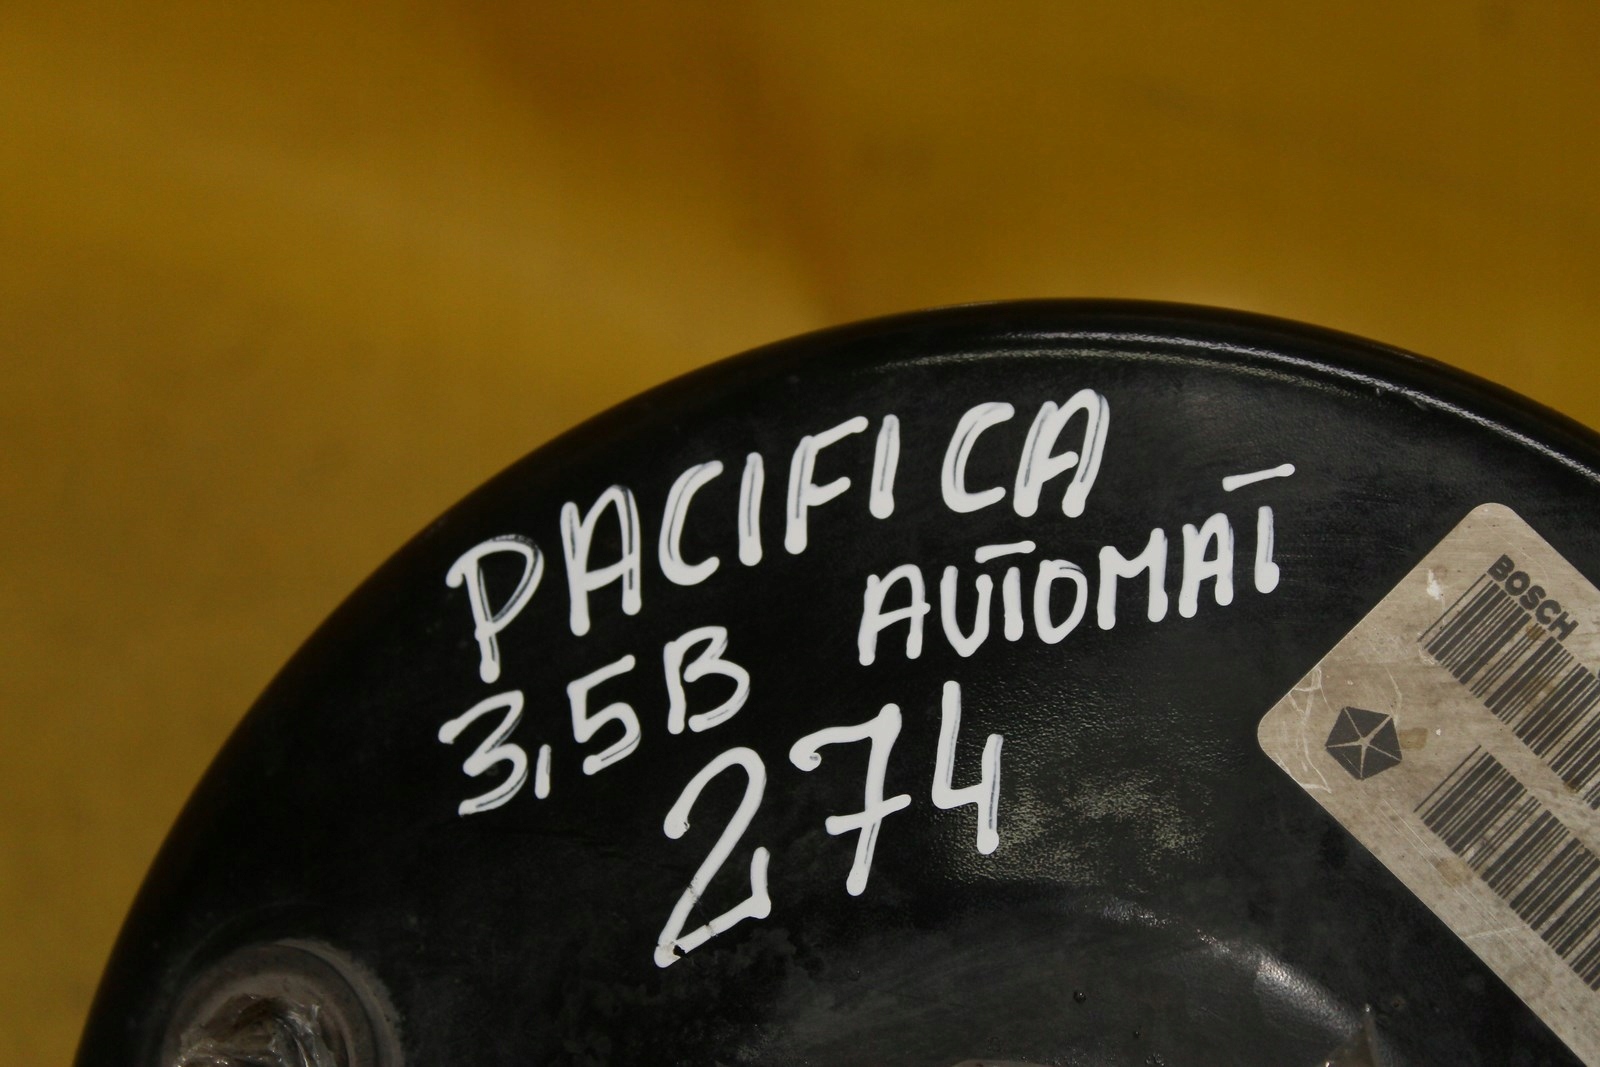 PACIFICA
3,5B AUTOMAT
274
BOSCH